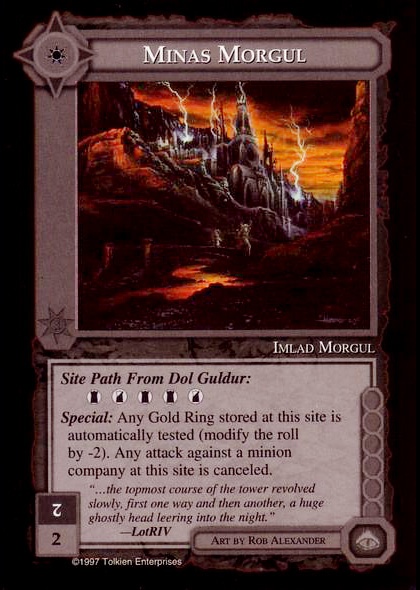 MINAS MORGUL
IMLAD MORGUL
Site Path From Dol Guldur:
Special: Any Gold Ring stored at this site is
automatically tested (modify the roll
by -2). Any attack against a minion
company at this site is canceled.
“…the topmost course of the tower revolved
slowly, first one way and then another, a huge
ghostly head leering into the night.”
—LotRIV
2
2
ART BY ROB ALEXANDER
©1997 Tolkien Enterprises